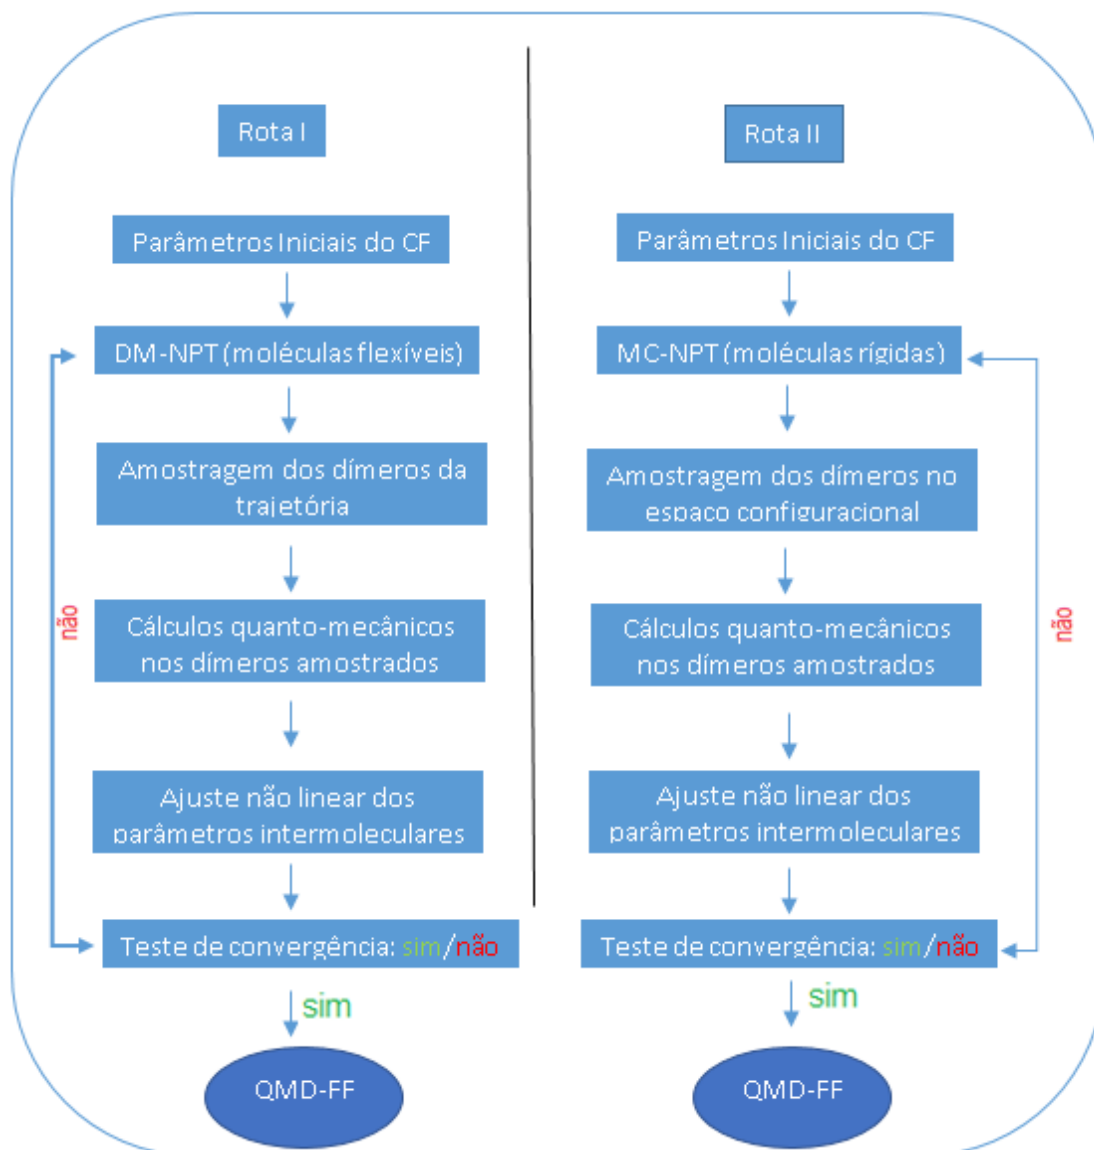 Rota I
Parâmetros Iniciais do CF
DM-NPT (moléculas flexíveis)
Amostragem dos dímeros da
trajetória
Cálculos quanto-mecânicos
nos dímeros amostrados
Ajuste não linear dos
parâmetros intermoleculares
Teste de convergência: sim/não
não
sim
QMD-FF
Rota II
Parâmetros Iniciais do CF
MC-NPT (moléculas rígidas)
Amostragem dos dímeros no
espaço configuracional
Cálculos quanto-mecânicos
nos dímeros amostrados
Ajuste não linear dos
parâmetros intermoleculares
Teste de convergência: sim/não
não
sim
QMD-FF